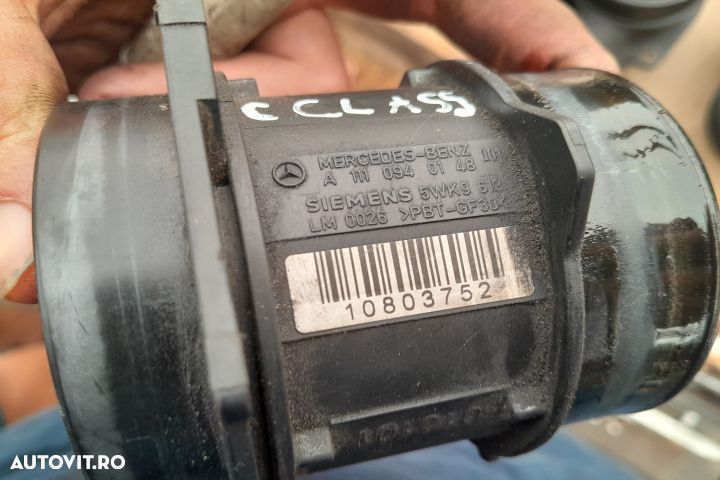 C CLASS
MERCEDES-BENZ
A 111 094 01 48
SIEMENS 5WK9 613
LM 0026 >PBT-GF30<
10803752
AUTOVIT.RO